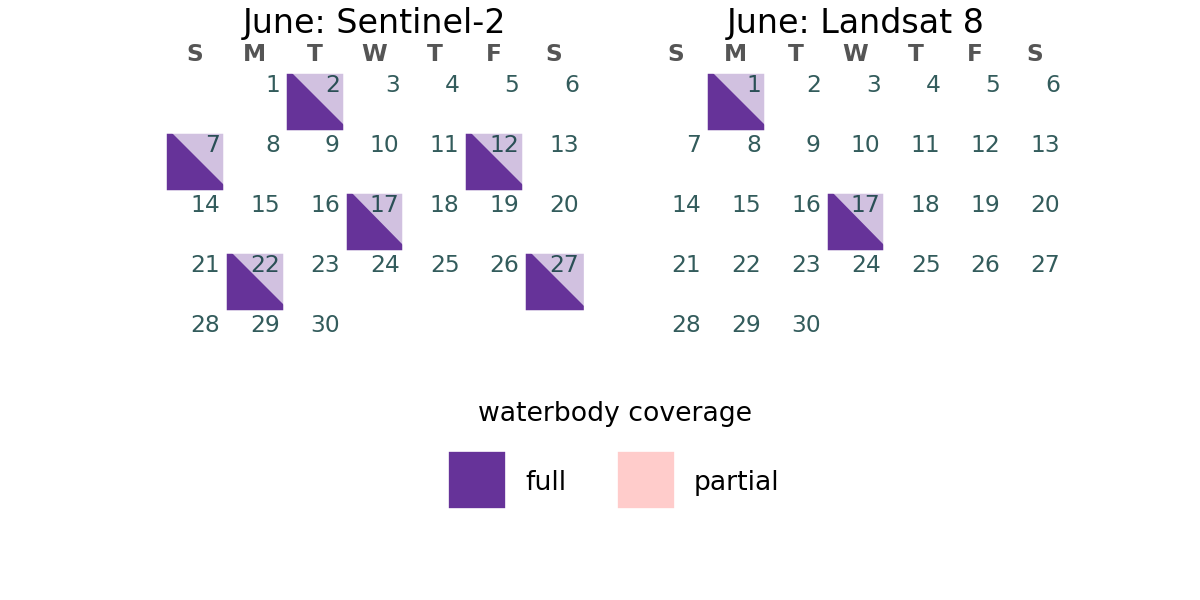 June: Sentinel-2
S M T W T F S
1 2 3 4 5 6
7 8 9 10 11 12 13
14 15 16 17 18 19 20
21 22 23 24 25 26 27
28 29 30
June: Landsat 8
S M T W T F S
1 2 3 4 5 6
7 8 9 10 11 12 13
14 15 16 17 18 19 20
21 22 23 24 25 26 27
28 29 30
waterbody coverage
full partial